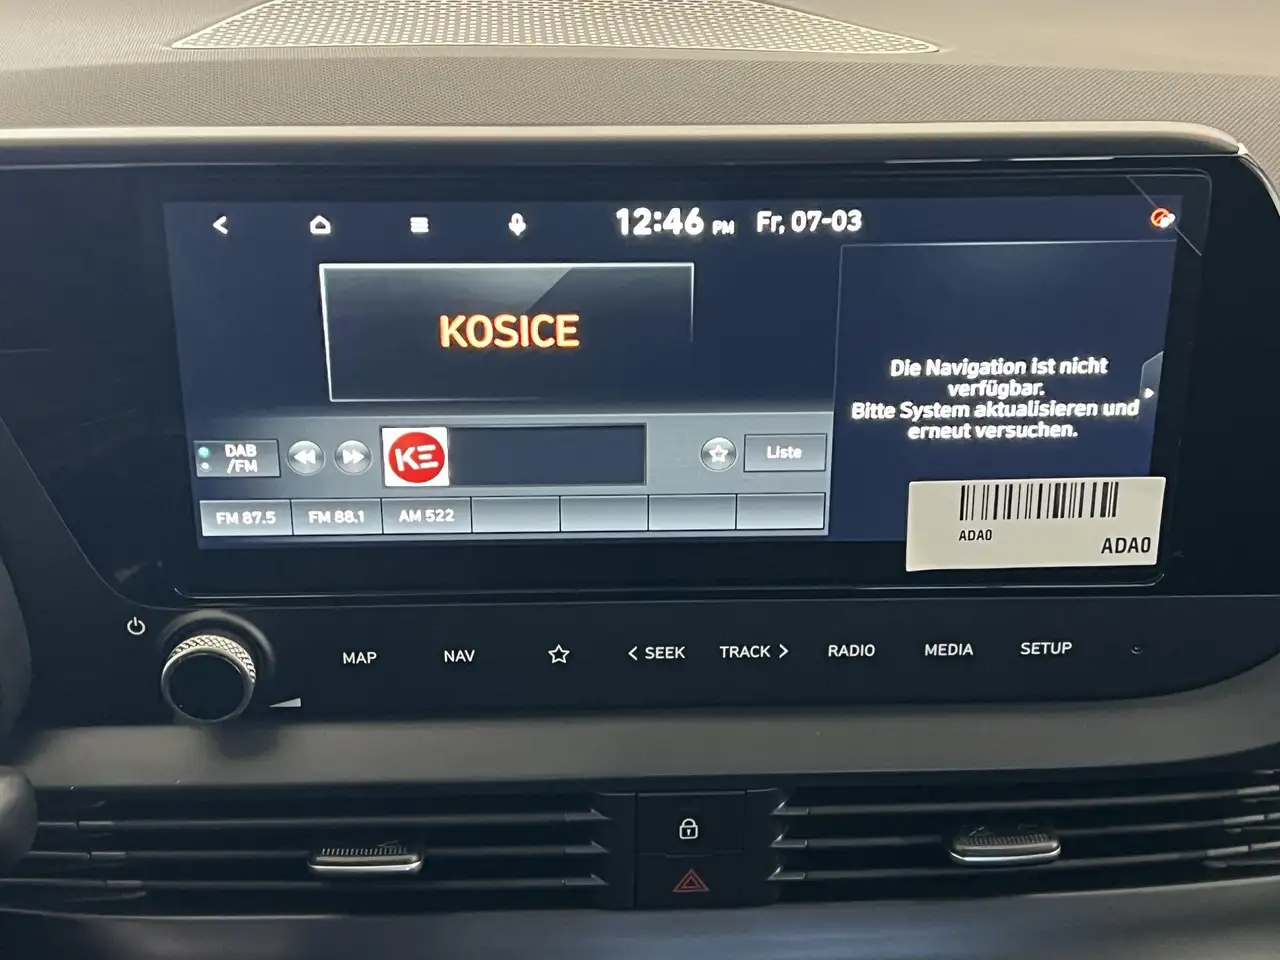 12:46 PM Fr, 07-03
KOSICE
Die Navigation ist nicht
verfügbar.
Bitte System aktualisieren und
erneut versuchen.
DAB
/FM
KE
Liste
FM 87.5 FM 88.1 AM 522
ADA0
ADA0
MAP NAV < SEEK TRACK > RADIO MEDIA SETUP